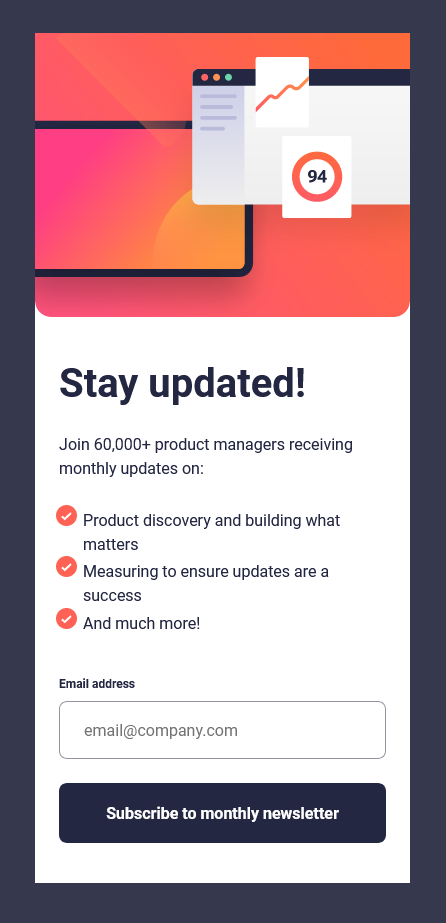 94
Stay updated!
Join 60,000+ product managers receiving
monthly updates on:
Product discovery and building what
matters
Measuring to ensure updates are a
success
And much more!
Email address
email@company.com
Subscribe to monthly newsletter